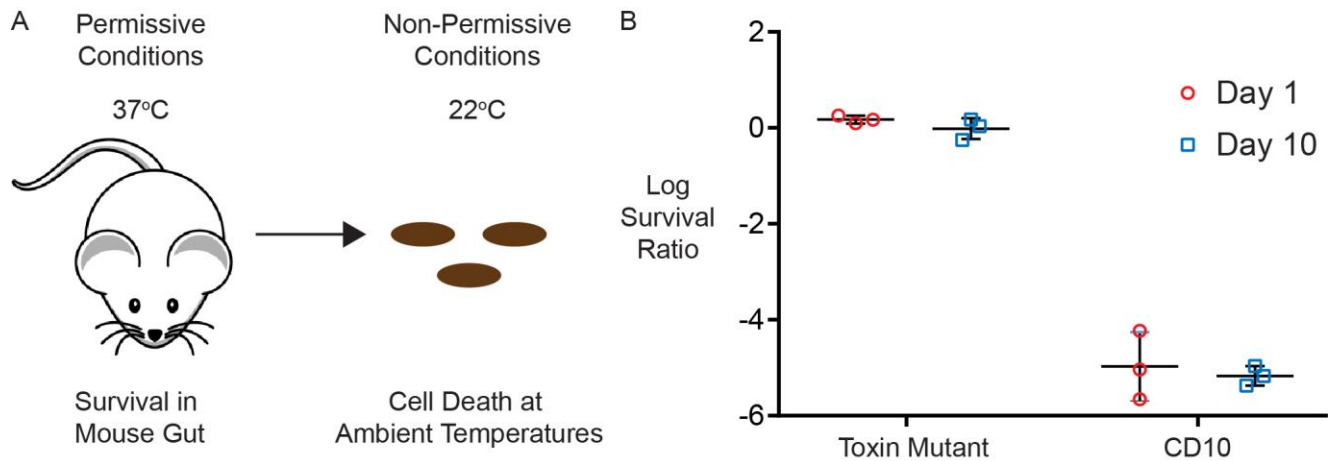 A
Permissive
Conditions
37°C
Survival in
Mouse Gut
Non-Permissive
Conditions
22°C
Cell Death at
Ambient Temperatures
B
Log
Survival
Ratio
2
0
-2
-4
-6
Day 1
Day 10
Toxin Mutant
CD10